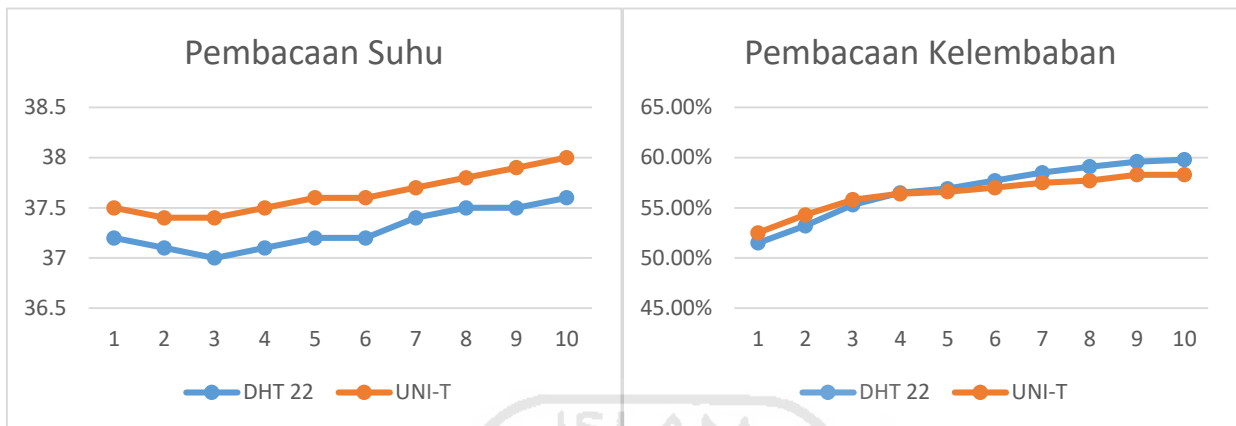 Pembacaan Suhu
38.5
38
37.5
37
36.5
1 2 3 4 5 6 7 8 9 10
DHT 22 UNI-T
Pembacaan Kelembaban
65.00%
60.00%
55.00%
50.00%
45.00%
1 2 3 4 5 6 7 8 9 10
DHT 22 UNI-T
ISLAM